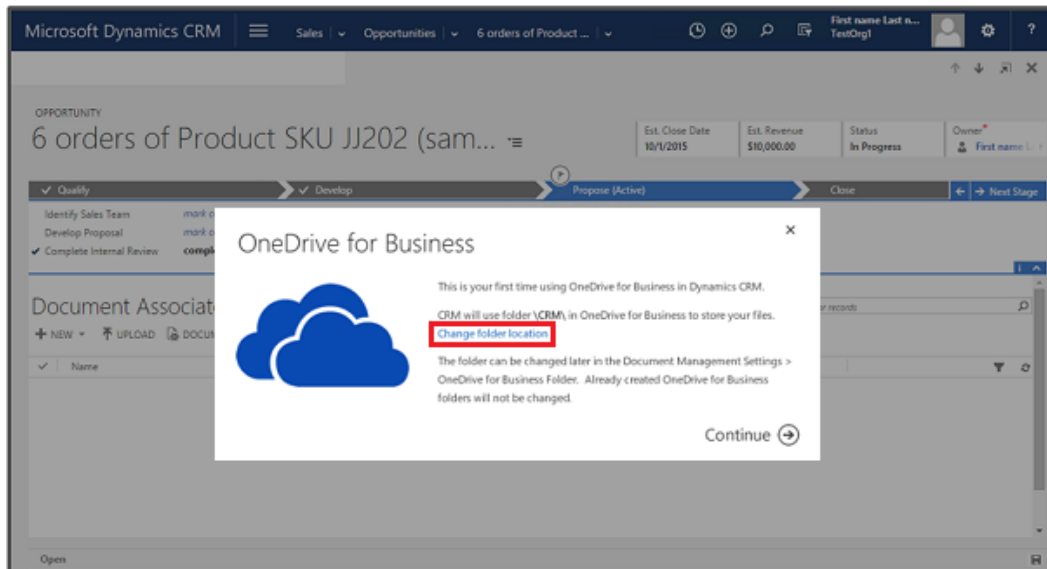 Microsoft Dynamics CRM
Sales
Opportunities
6 orders of Product ...
First name Last n...
TestOrg1
?
OPPORTUNITY
6 orders of Product SKU JJ202 (sam...
Est. Close Date
10/1/2015
Est. Revenue
$10,000.00
Status
In Progress
Owner*
First name
Qualify
Develop
Propose (Active)
Close
Next Stage
Identify Sales Team
mark
Develop Proposal
mark
Complete Internal Review
compl
OneDrive for Business
This is your first time using OneDrive for Business in Dynamics CRM.
CRM will use folder \CRM\ in OneDrive for Business to store your files.
Change folder location
The folder can be changed later in the Document Management Settings >
OneDrive for Business Folder. Already created OneDrive for Business
folders will not be changed.
Continue
Document Associat
records
NEW
UPLOAD
DOCUM
Name
Open